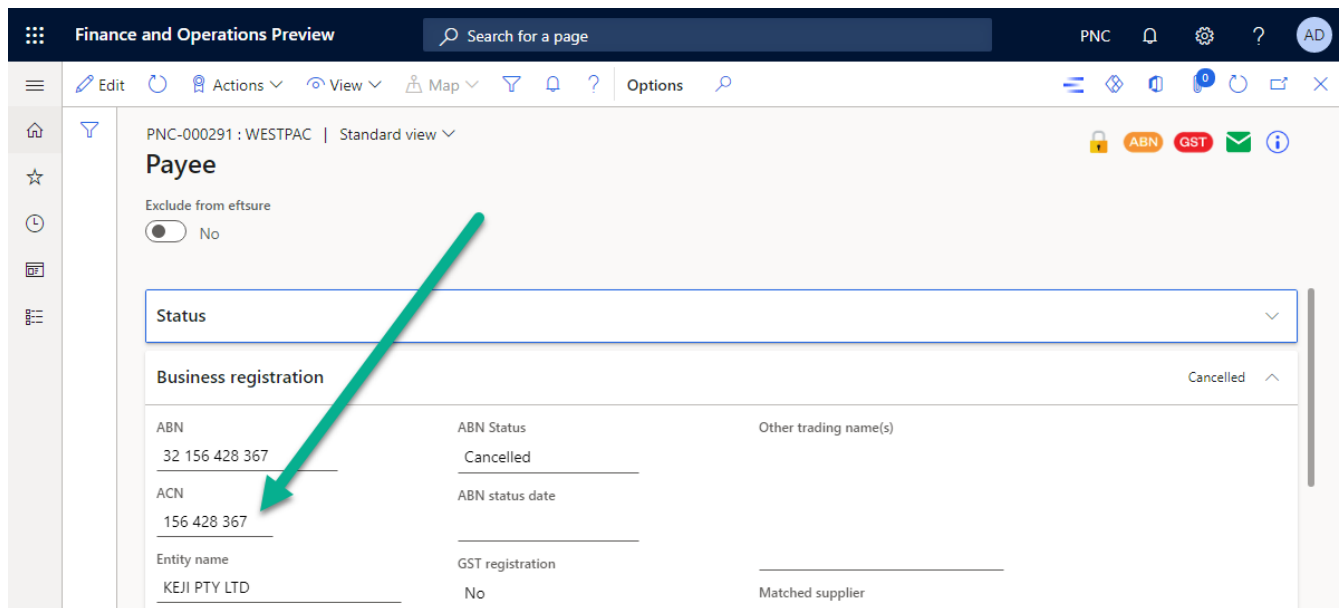 Finance and Operations Preview Search for a page PNC ? AD
Edit Actions View Map ? Options 0
PNC-000291 : WESTPAC | Standard view ABN GST
Payee
Exclude from eftsure
No
Status
Business registration Cancelled
ABN ABN Status Other trading name(s)
32 156 428 367 Cancelled
ACN ABN status date
156 428 367
Entity name GST registration
KEJI PTY LTD No Matched supplier